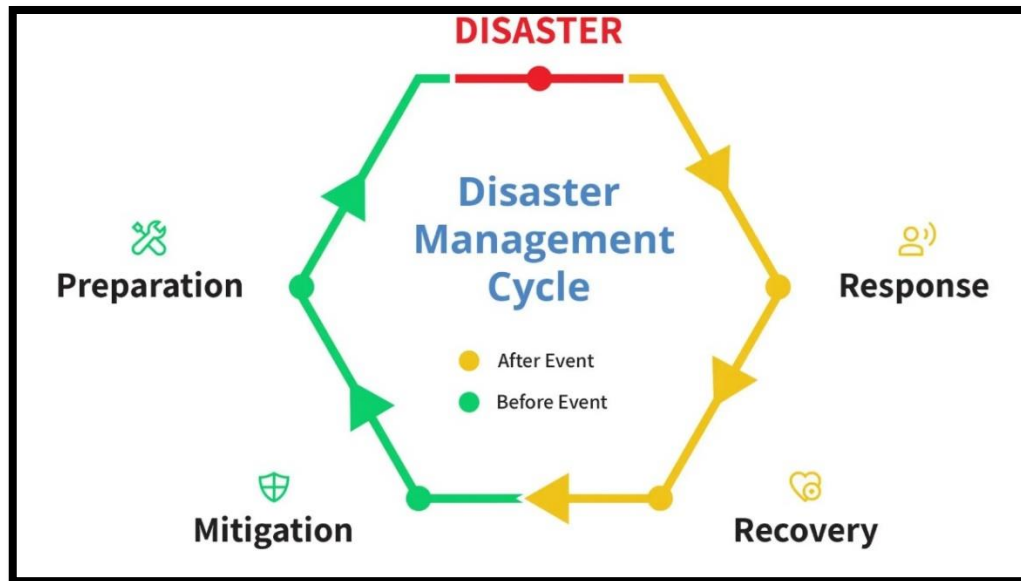 DISASTER
Disaster
Management
Cycle
Preparation
Response
After Event
Before Event
Mitigation
Recovery